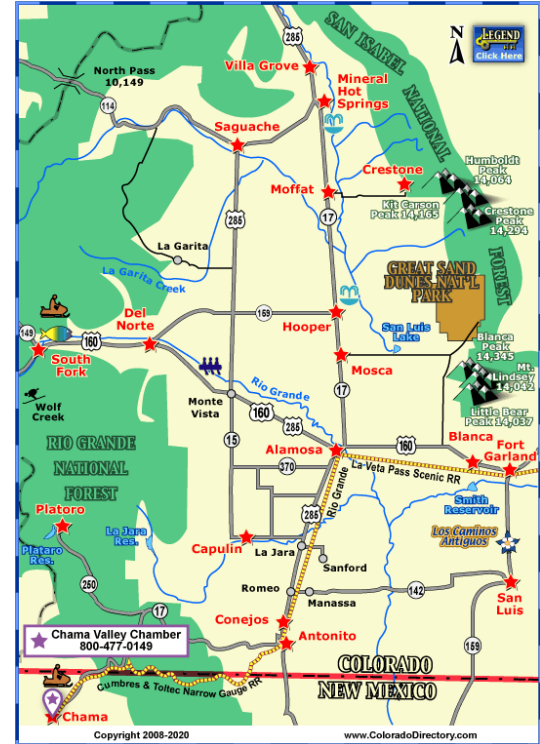 SAN ISABEL
NATIONAL
FOREST
N
LEGEND
Click Here
285
Villa Grove
North Pass
10,149
Mineral
Hot
Springs
114
Saguache
Crestone
Humboldt
Peak
14,064
Moffat
Kit Carson
Peak 14,165
Crestone
Peak
14,294
285
17
La Garita
La Garita Creek
GREAT SAND
DUNES NAT'L
PARK
Del
Norte
159
Hooper
San Luis
Lake
149
160
South
Fork
Mosca
Blanca
Peak
14,345
Mt.
Lindsey
14,042
Little Bear
Peak 14,037
Wolf
Creek
Rio Grande
Monte
Vista
160
285
17
RIO GRANDE
NATIONAL
FOREST
15
Alamosa
160
Blanca
Fort
Garland
370
La Veta Pass Scenic RR
Rio Grande
Smith
Reservoir
Platoro
Plataro
Res.
La Jara
Res.
285
Capulin
La Jara
Sanford
Los Caminos
Antiguos
250
Romeo
Manassa
142
San
Luis
17
Conejos
Antonito
159
Chama Valley Chamber
800-477-0149
COLORADO
NEW MEXICO
Cumbres & Toltec Narrow Gauge RR
Chama
Copyright 2008-2020
www.ColoradoDirectory.com